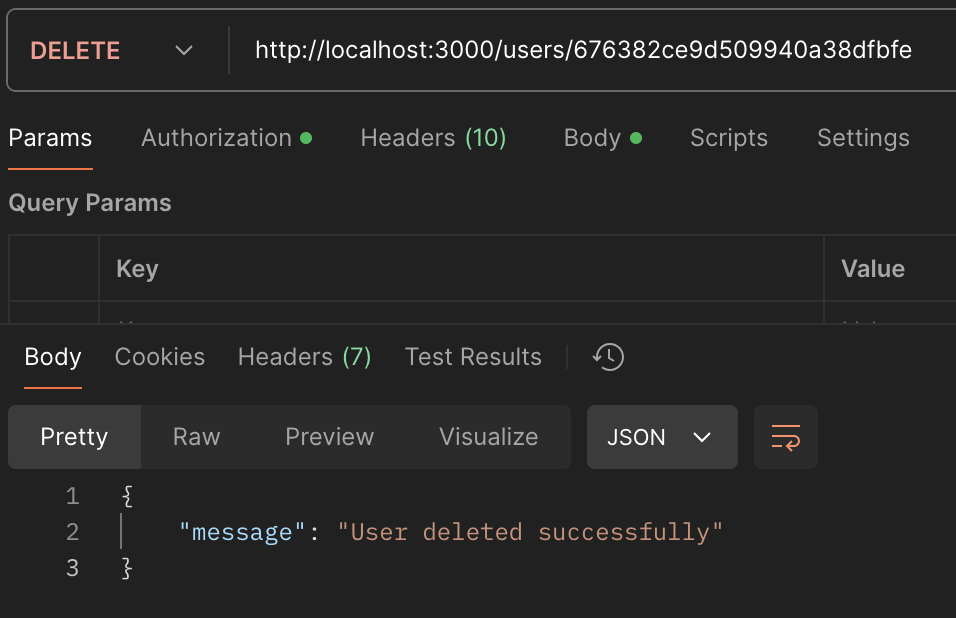 DELETE http://localhost:3000/users/676382ce9d509940a38dfbfe
Params Authorization Headers (10) Body Scripts Settings
Query Params
Key Value
Body Cookies Headers (7) Test Results
Pretty Raw Preview Visualize JSON
1 {
2 "message": "User deleted successfully"
3 }